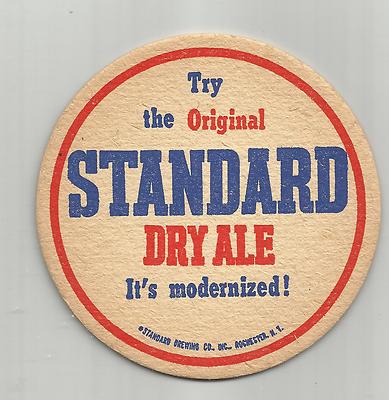 Try
the Original
STANDARD
DRY ALE
It's modernized!
©STANDARD BREWING CO., INC., ROCHESTER, N. Y.